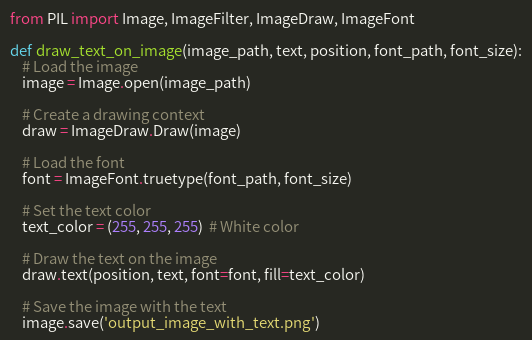 from PIL import Image, ImageFilter, ImageDraw, ImageFont

def draw_text_on_image(image_path, text, position, font_path, font_size):
    # Load the image
    image = Image.open(image_path)

    # Create a drawing context
    draw = ImageDraw.Draw(image)

    # Load the font
    font = ImageFont.truetype(font_path, font_size)

    # Set the text color
    text_color = (255, 255, 255)  # White color

    # Draw the text on the image
    draw.text(position, text, font=font, fill=text_color)

    # Save the image with the text
    image.save('output_image_with_text.png')